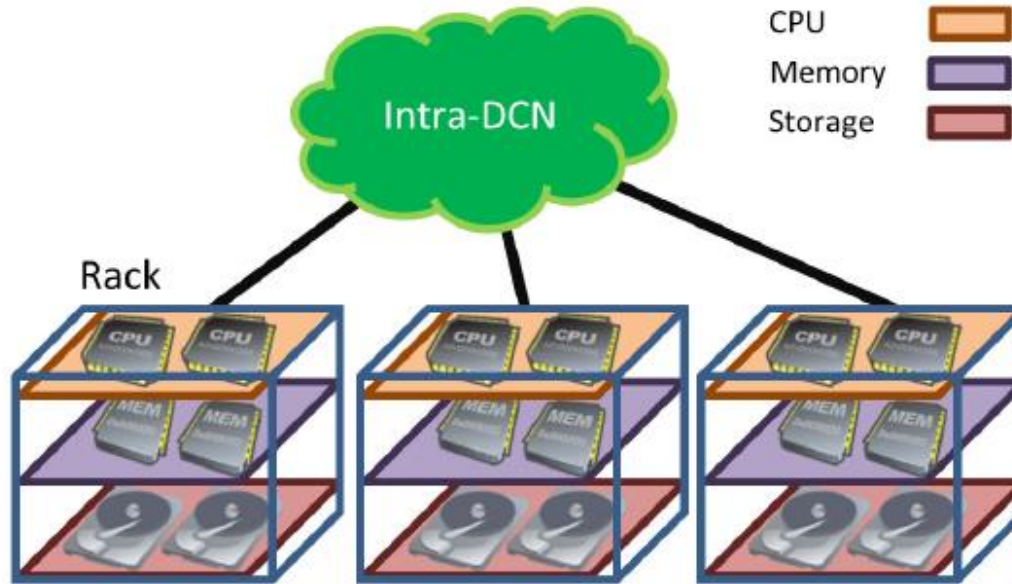 CPU
Memory
Storage
Intra-DCN
Rack
CPU CPU CPU CPU CPU CPU
MEM MEM MEM MEM MEM MEM